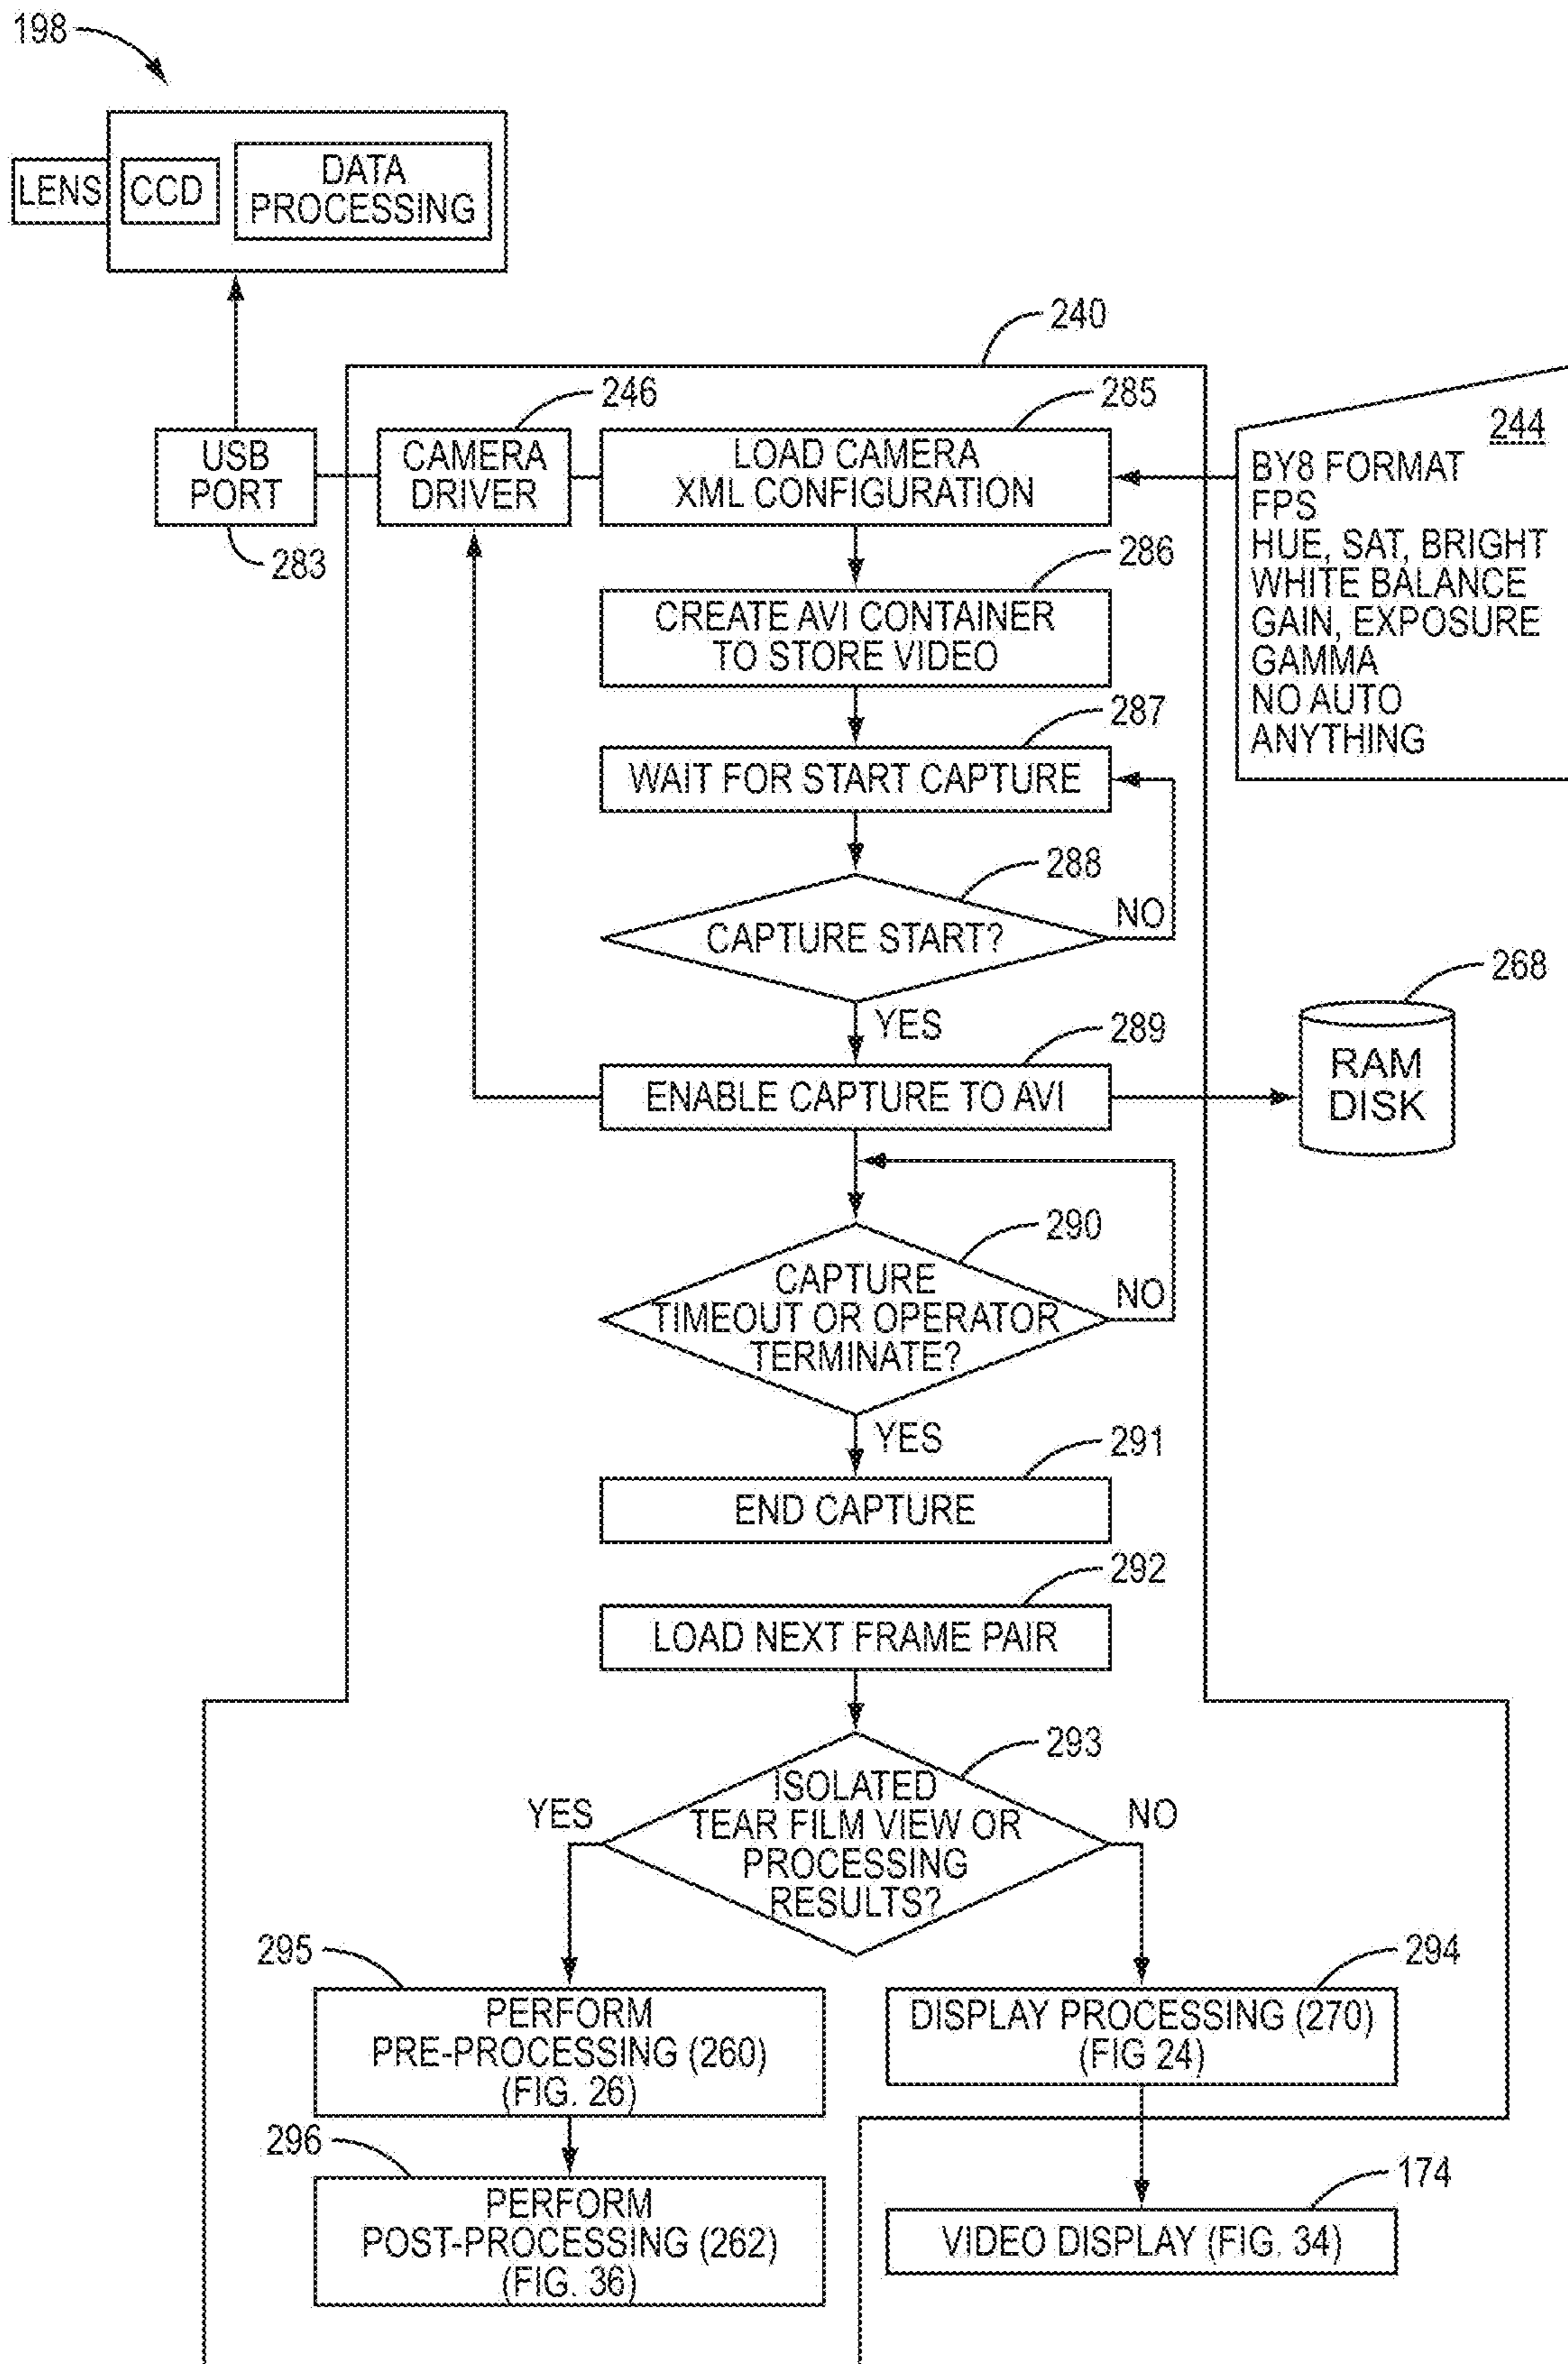 198
LENS
CCD
DATA
PROCESSING
240
246
285
244
USB
PORT
CAMERA
DRIVER
LOAD CAMERA
XML CONFIGURATION
BY8 FORMAT
FPS
HUE, SAT, BRIGHT
WHITE BALANCE
GAIN, EXPOSURE
GAMMA
NO AUTO
ANYTHING
283
286
CREATE AVI CONTAINER
TO STORE VIDEO
287
WAIT FOR START CAPTURE
288
CAPTURE START?
NO
YES
268
RAM
DISK
289
ENABLE CAPTURE TO AVI
290
CAPTURE
TIMEOUT OR OPERATOR
TERMINATE?
NO
YES
291
END CAPTURE
292
LOAD NEXT FRAME PAIR
293
ISOLATED
TEAR FILM VIEW OR
PROCESSING
RESULTS?
YES
NO
295
PERFORM
PRE-PROCESSING (260)
(FIG. 26)
294
DISPLAY PROCESSING (270)
(FIG 24)
296
PERFORM
POST-PROCESSING (262)
(FIG. 36)
174
VIDEO DISPLAY (FIG. 34)